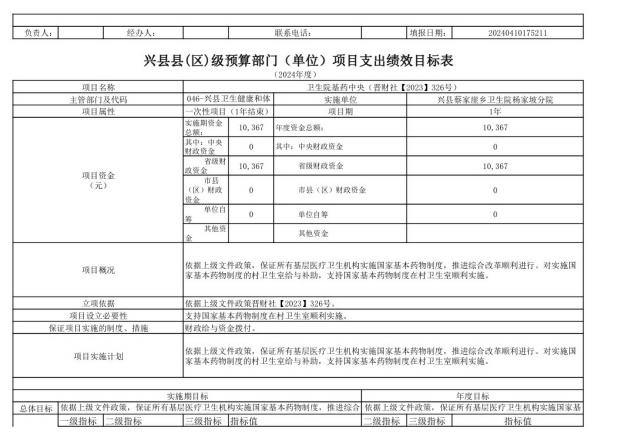 负责人： 经办人： 联系电话： 填报日期： 20240410175211
兴县县(区)级预算部门（单位）项目支出绩效目标表
（2024年度）
项目名称 卫生院基药中央（晋财社【2023】326号）
主管部门及代码 046-兴县卫生健康和体 实施单位 兴县蔡家崖乡卫生院杨家坡分院
项目属性 一次性项目（1年结束） 项目期 1年
项目资金
（元）
实施期资金
总额： 10,367 年度资金总额： 10,367
其中：中央
财政资金 0 其中：中央财政资金 0
省级财
政资金 10,367 省级财政资金 10,367
市县
（区）财政
资金 0 市县（区）财政资金 0
单位自
筹 0 单位自筹 0
其他资
金 其他资金
项目概况
依据上级文件政策，保证所有基层医疗卫生机构实施国家基本药物制度，推进综合改革顺利进行。对实施国
家基本药物制度的村卫生室给与补助，支持国家基本药物制度在村卫生室顺利实施。
立项依据 依据上级文件政策晋财社【2023】326号。
项目设立必要性 支持国家基本药物制度在村卫生室顺利实施。
保证项目实施的制度、措施 财政给与资金拨付。
项目实施计划
依据上级文件政策，保证所有基层医疗卫生机构实施国家基本药物制度，推进综合改革顺利进行。对实施国
家基本药物制度的村卫生室给与补助，支持国家基本药物制度在村卫生室顺利实施。
实施期目标 年度目标
总体目标 依据上级文件政策，保证所有基层医疗卫生机构实施国家基本药物制度，推进综合 依据上级文件政策，保证所有基层医疗卫生机构实施国
一级指标 二级指标 三级指标 指标值 二级指标 三级指标 指标值